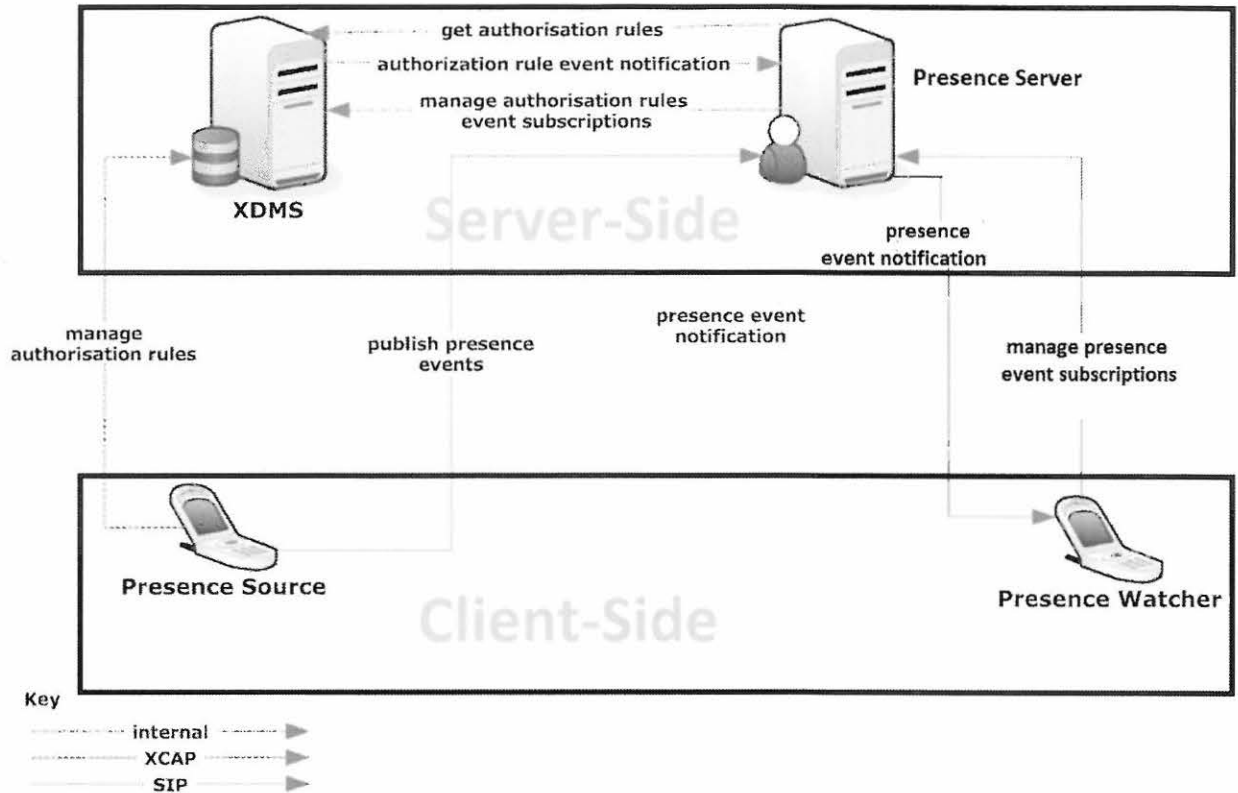 get authorisation rules
authorization rule event notification
manage authorisation rules
event subscriptions
Presence Server
XDMS
Server-Side
presence
event notification
manage
authorisation rules
publish presence
events
presence event
notification
manage presence
event subscriptions
Presence Source
Presence Watcher
Client-Side
Key
internal
XCAP
SIP